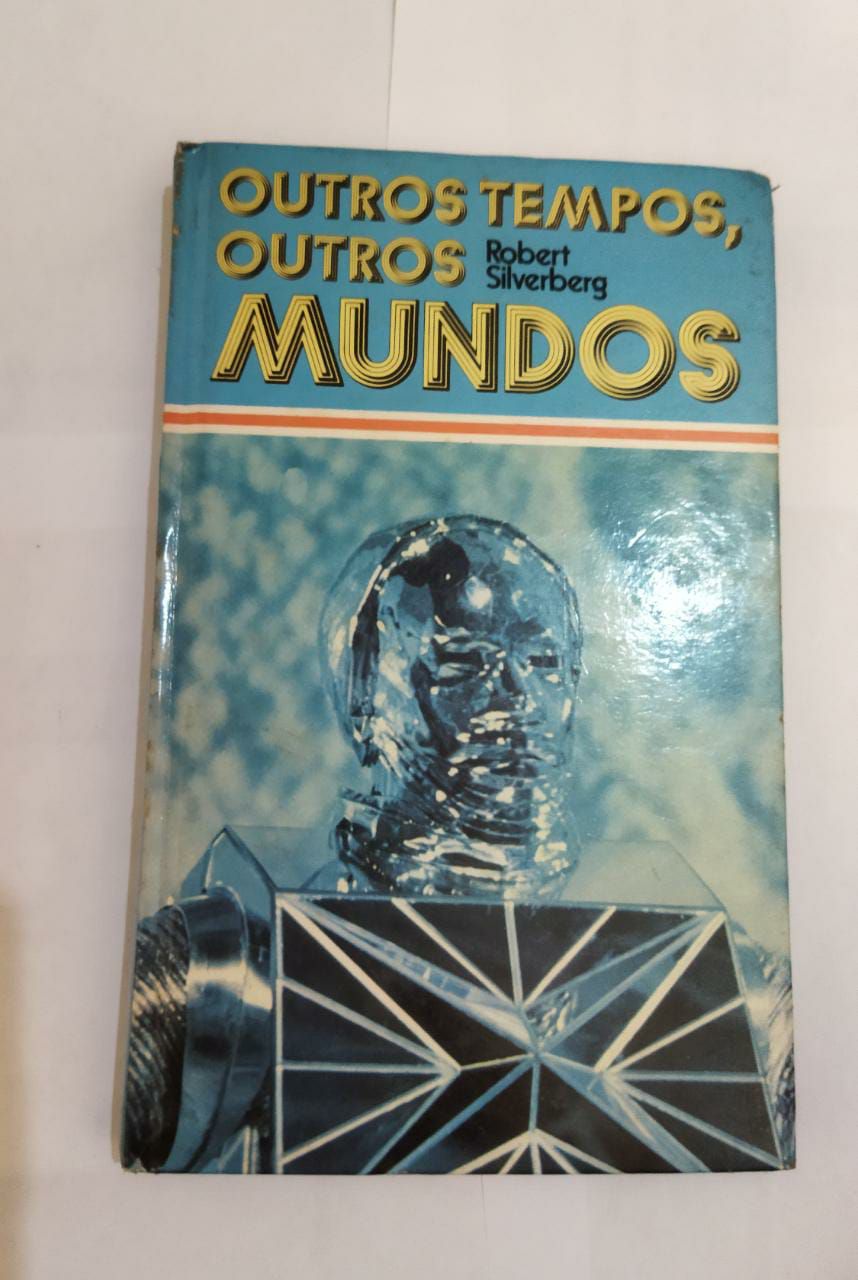 OUTROS TEMPOS,
OUTROS
Robert
Silverberg
MUNDOS